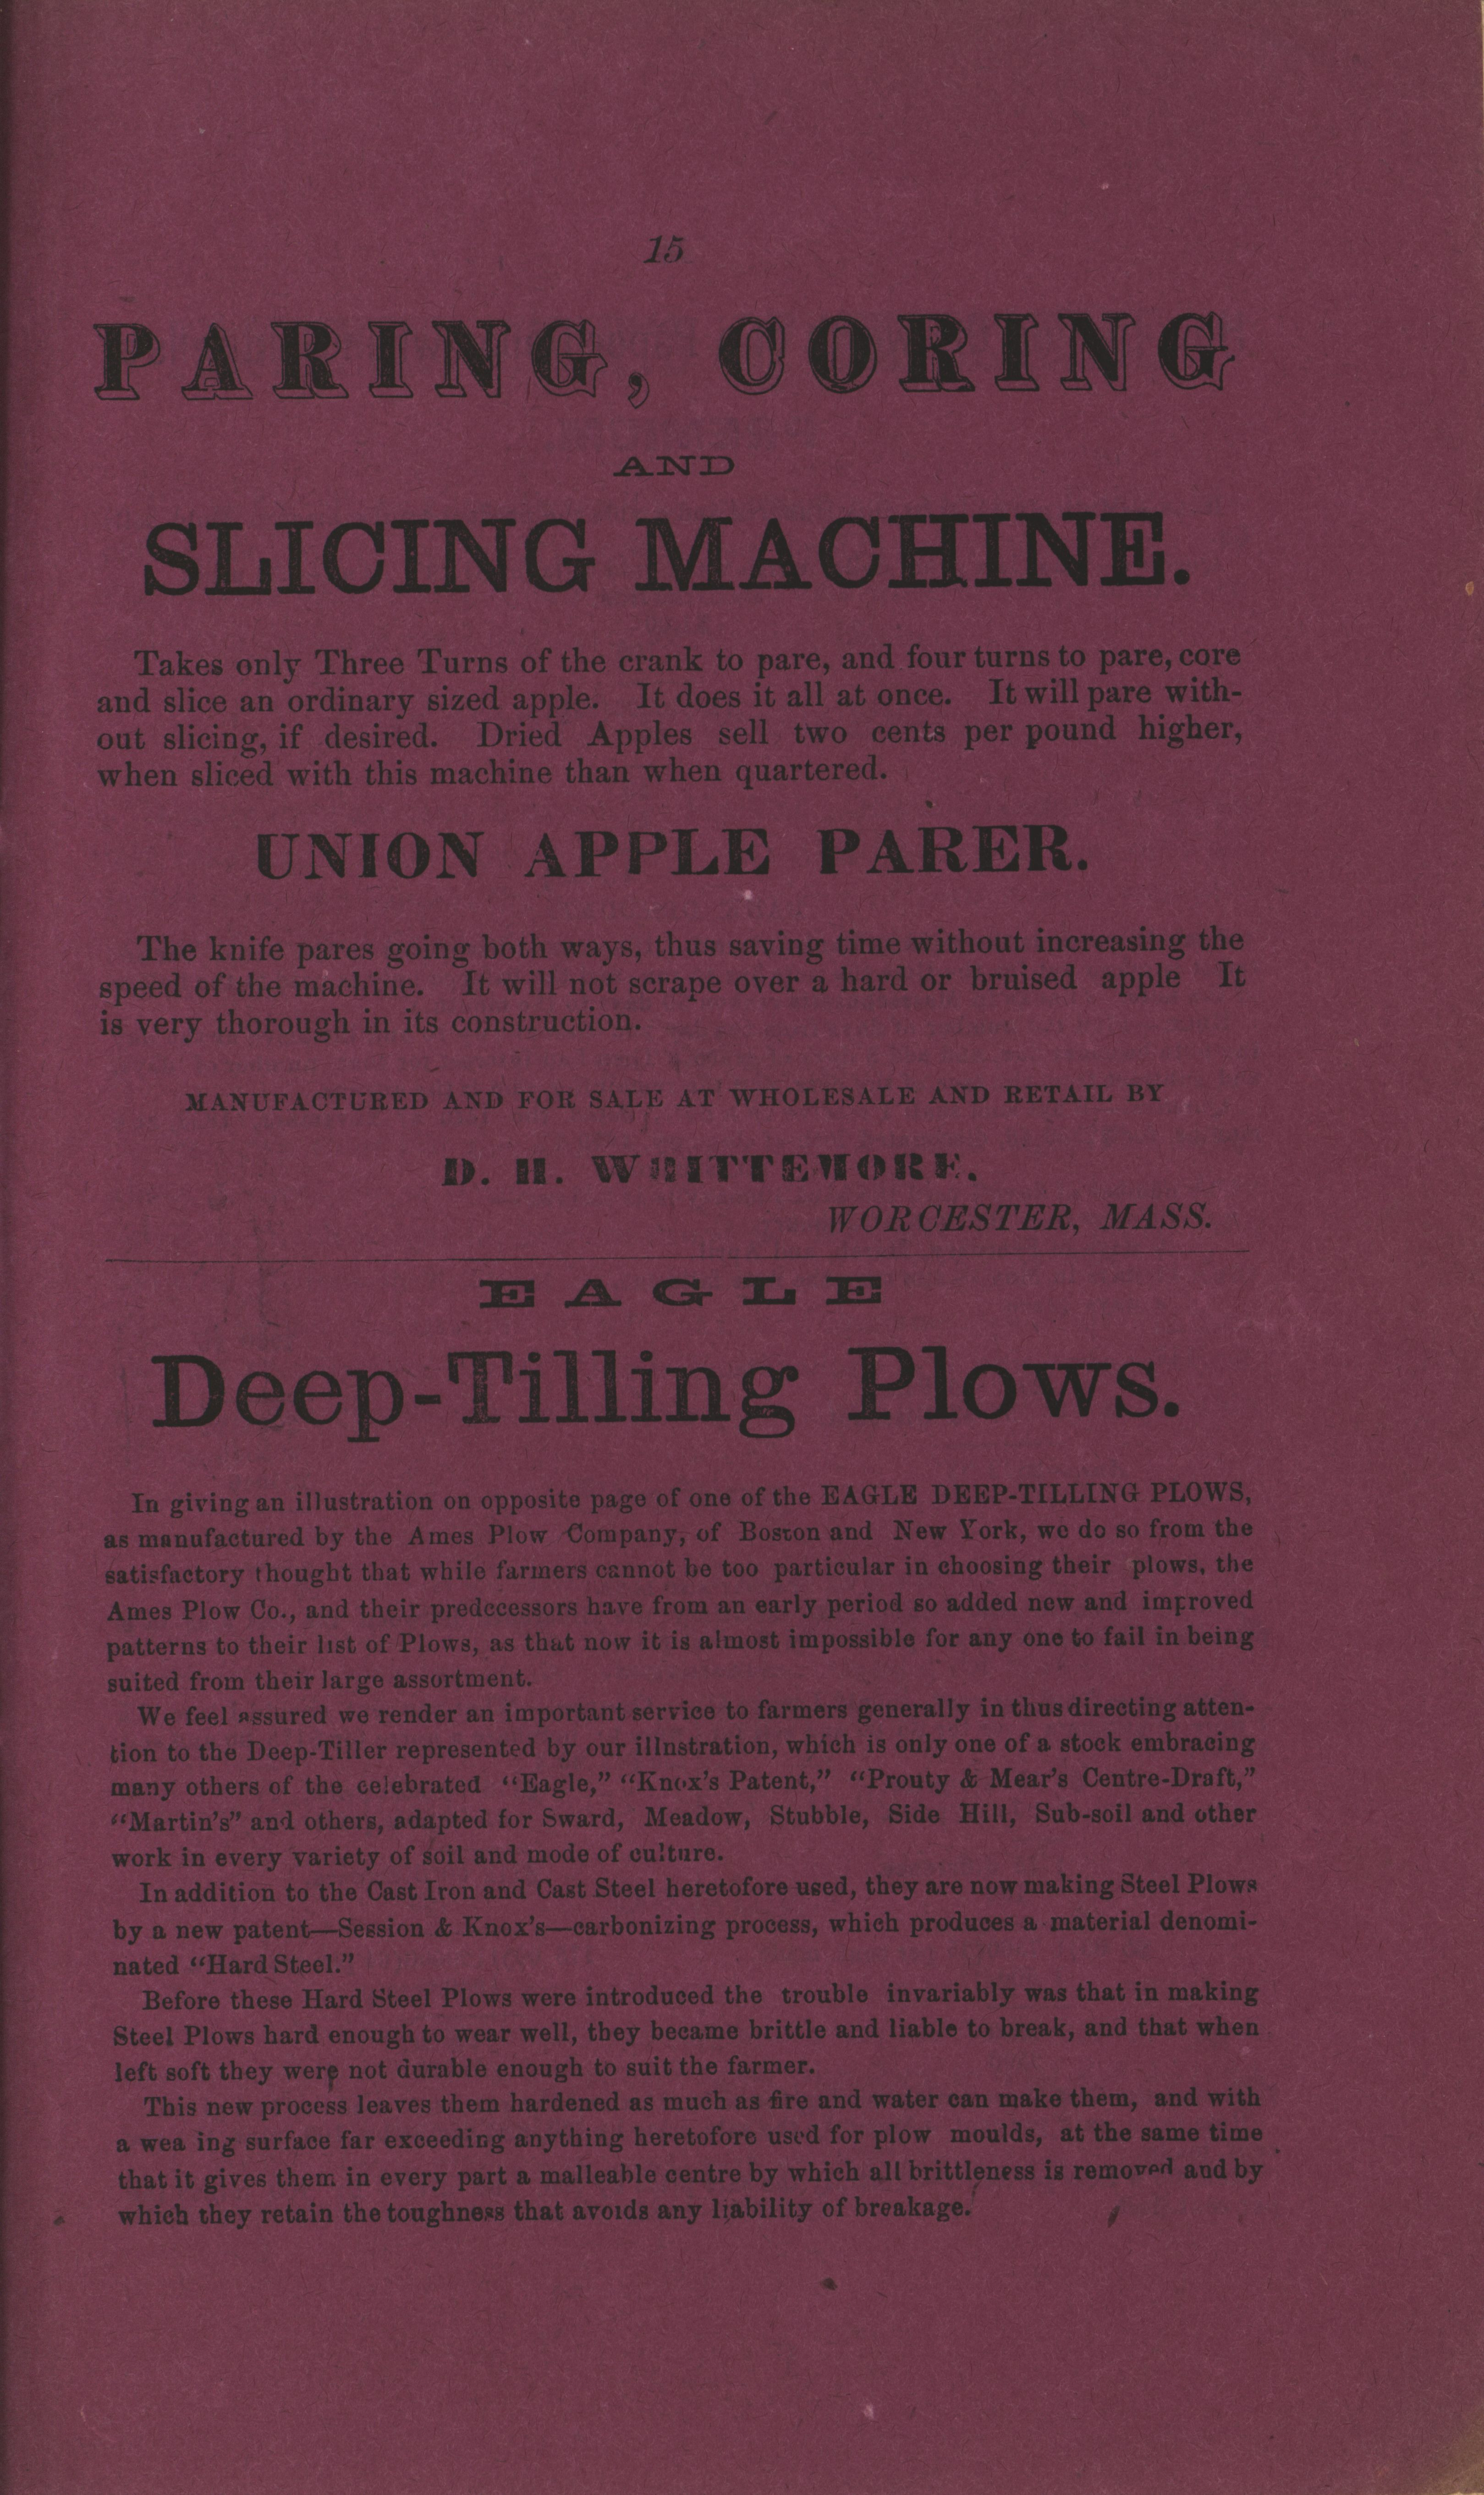 15
PARING, CORING
AND
SLICING MACHINE.
Takes only Three Turns of the crank to pare, and four turns to pare, core
and slice an ordinary sized apple. It does it all at once. It will pare with-
out slicing, if desired. Dried Apples sell two cents per pound higher,
when sliced with this machine than when quartered.
UNION APPLE PARER.
The knife pares going both ways, thus saving time without increasing the
speed of the machine. It will not scrape over a hard or bruised apple It
is very thorough in its construction.
MANUFACTURED AND FOR SALE AT WHOLESALE AND RETAIL BY
D. H. WHITTEMORE.
WORCESTER, MASS.
EAGLE
Deep-Tilling Plows.
In giving an illustration on opposite page of one of the EAGLE DEEP-TILLING PLOWS,
as manufactured by the Ames Plow Company, of Boston and New York, we do so from the
satisfactory thought that while farmers cannot be too particular in choosing their plows, the
Ames Plow Co., and their predecessors have from an early period so added new and improved
patterns to their list of Plows, as that now it is almost impossible for any one to fail in being
suited from their large assortment.
We feel assured we render an important service to farmers generally in thus directing atten-
tion to the Deep-Tiller represented by our illnstration, which is only one of a stock embracing
many others of the celebrated "Eagle," "Knox's Patent," "Prouty & Mear's Centre-Draft,"
"Martin's" and others, adapted for Sward, Meadow, Stubble, Side Hill, Sub-soil and other
work in every variety of soil and mode of culture.
In addition to the Cast Iron and Cast Steel heretofore used, they are now making Steel Plows
by a new patent—Session & Knox's—carbonizing process, which produces a material denomi-
nated "Hard Steel."
Before these Hard Steel Plows were introduced the trouble invariably was that in making
Steel Plows hard enough to wear well, they became brittle and liable to break, and that when
left soft they were not durable enough to suit the farmer.
This new process leaves them hardened as much as fire and water can make them, and with
a wea ing surface far exceeding anything heretofore used for plow moulds, at the same time
that it gives them in every part a malleable centre by which all brittleness is removed and by
which they retain the toughness that avoids any liability of breakage.